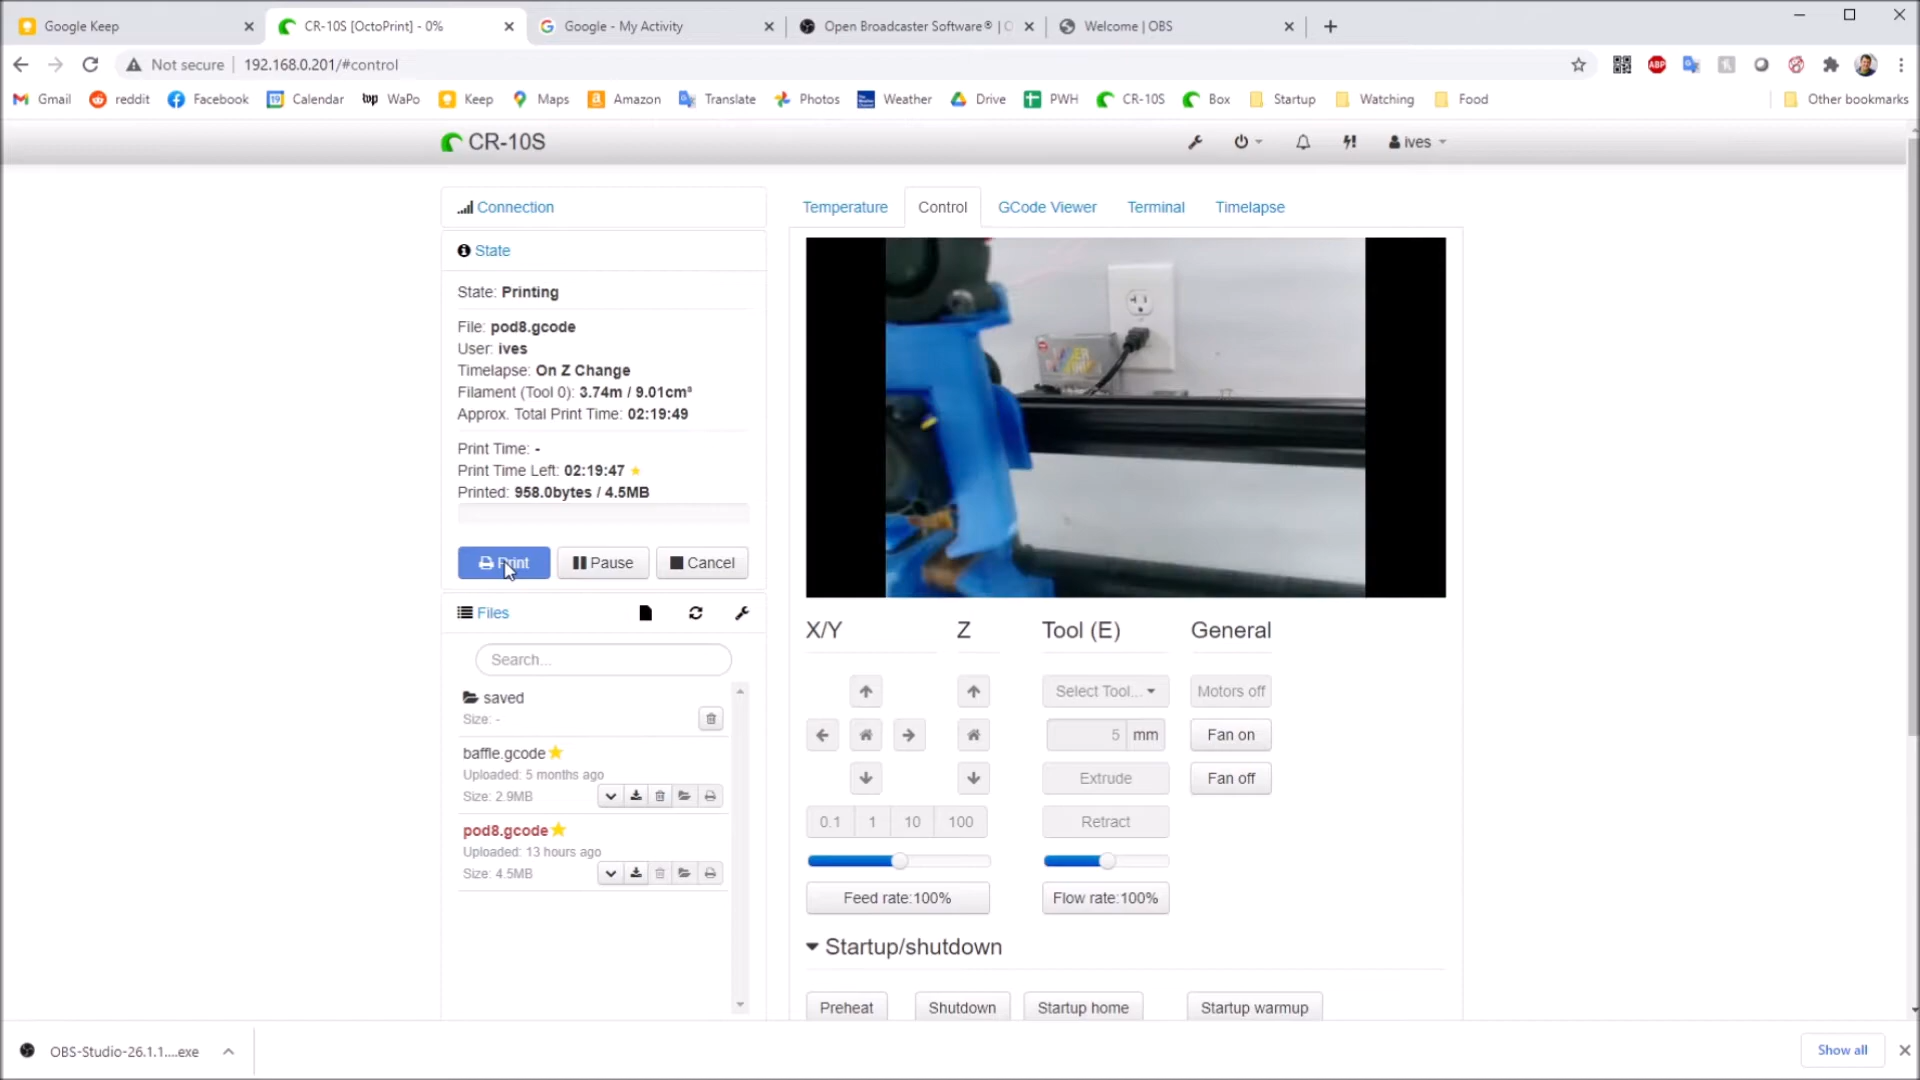 Google Keep
CR-10S [OctoPrint] - 0%
Google - My Activity
Open Broadcaster Software® |
Welcome | OBS
Not secure
192.168.0.201/#control
ABP
Gmail
reddit
Facebook
19
Calendar
wp
WaPo
Keep
Maps
Amazon
Translate
Photos
Weather
Drive
PWH
CR-10S
Box
Startup
Watching
Food
Other bookmarks
CR-10S
ives
Connection
State
State: Printing
File: pod8.gcode
User: ives
Timelapse: On Z Change
Filament (Tool 0): 3.74m / 9.01cm³
Approx. Total Print Time: 02:19:49
Print Time: -
Print Time Left: 02:19:47
Printed: 958.0bytes / 4.5MB
Print
Pause
Cancel
Files
Search...
saved
Size: -
baffle.gcode
Uploaded: 5 months ago
Size: 2.9MB
pod8.gcode
Uploaded: 13 hours ago
Size: 4.5MB
Temperature
Control
GCode Viewer
Terminal
Timelapse
X/Y
Z
Tool (E)
General
Select Tool...
Motors off
5
mm
Fan on
Extrude
Fan off
0.1
1
10
100
Retract
Feed rate:100%
Flow rate:100%
Startup/shutdown
Preheat
Shutdown
Startup home
Startup warmup
OBS-Studio-26.1.1....exe
Show all